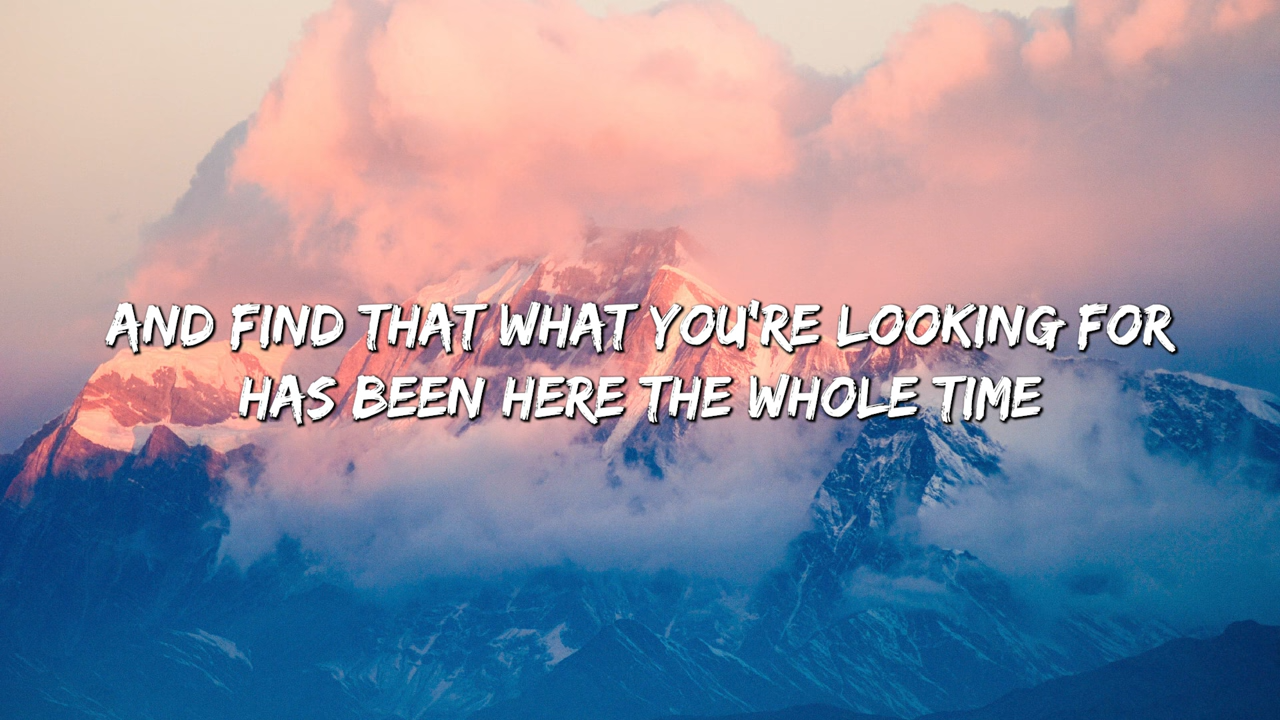 AND FIND THAT WHAT YOU'RE LOOKING FOR
HAS BEEN HERE THE WHOLE TIME